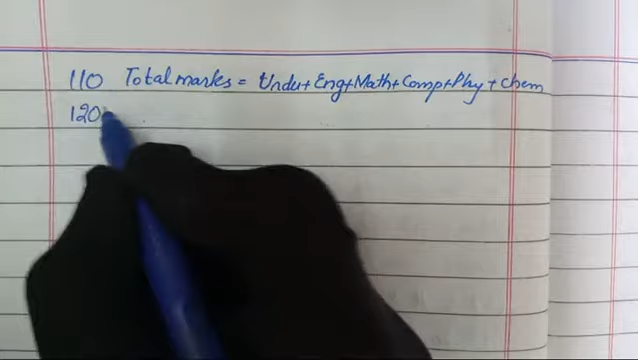 110 Total marks = Urdu+Eng+Math+Comp+Phy+Chem
120